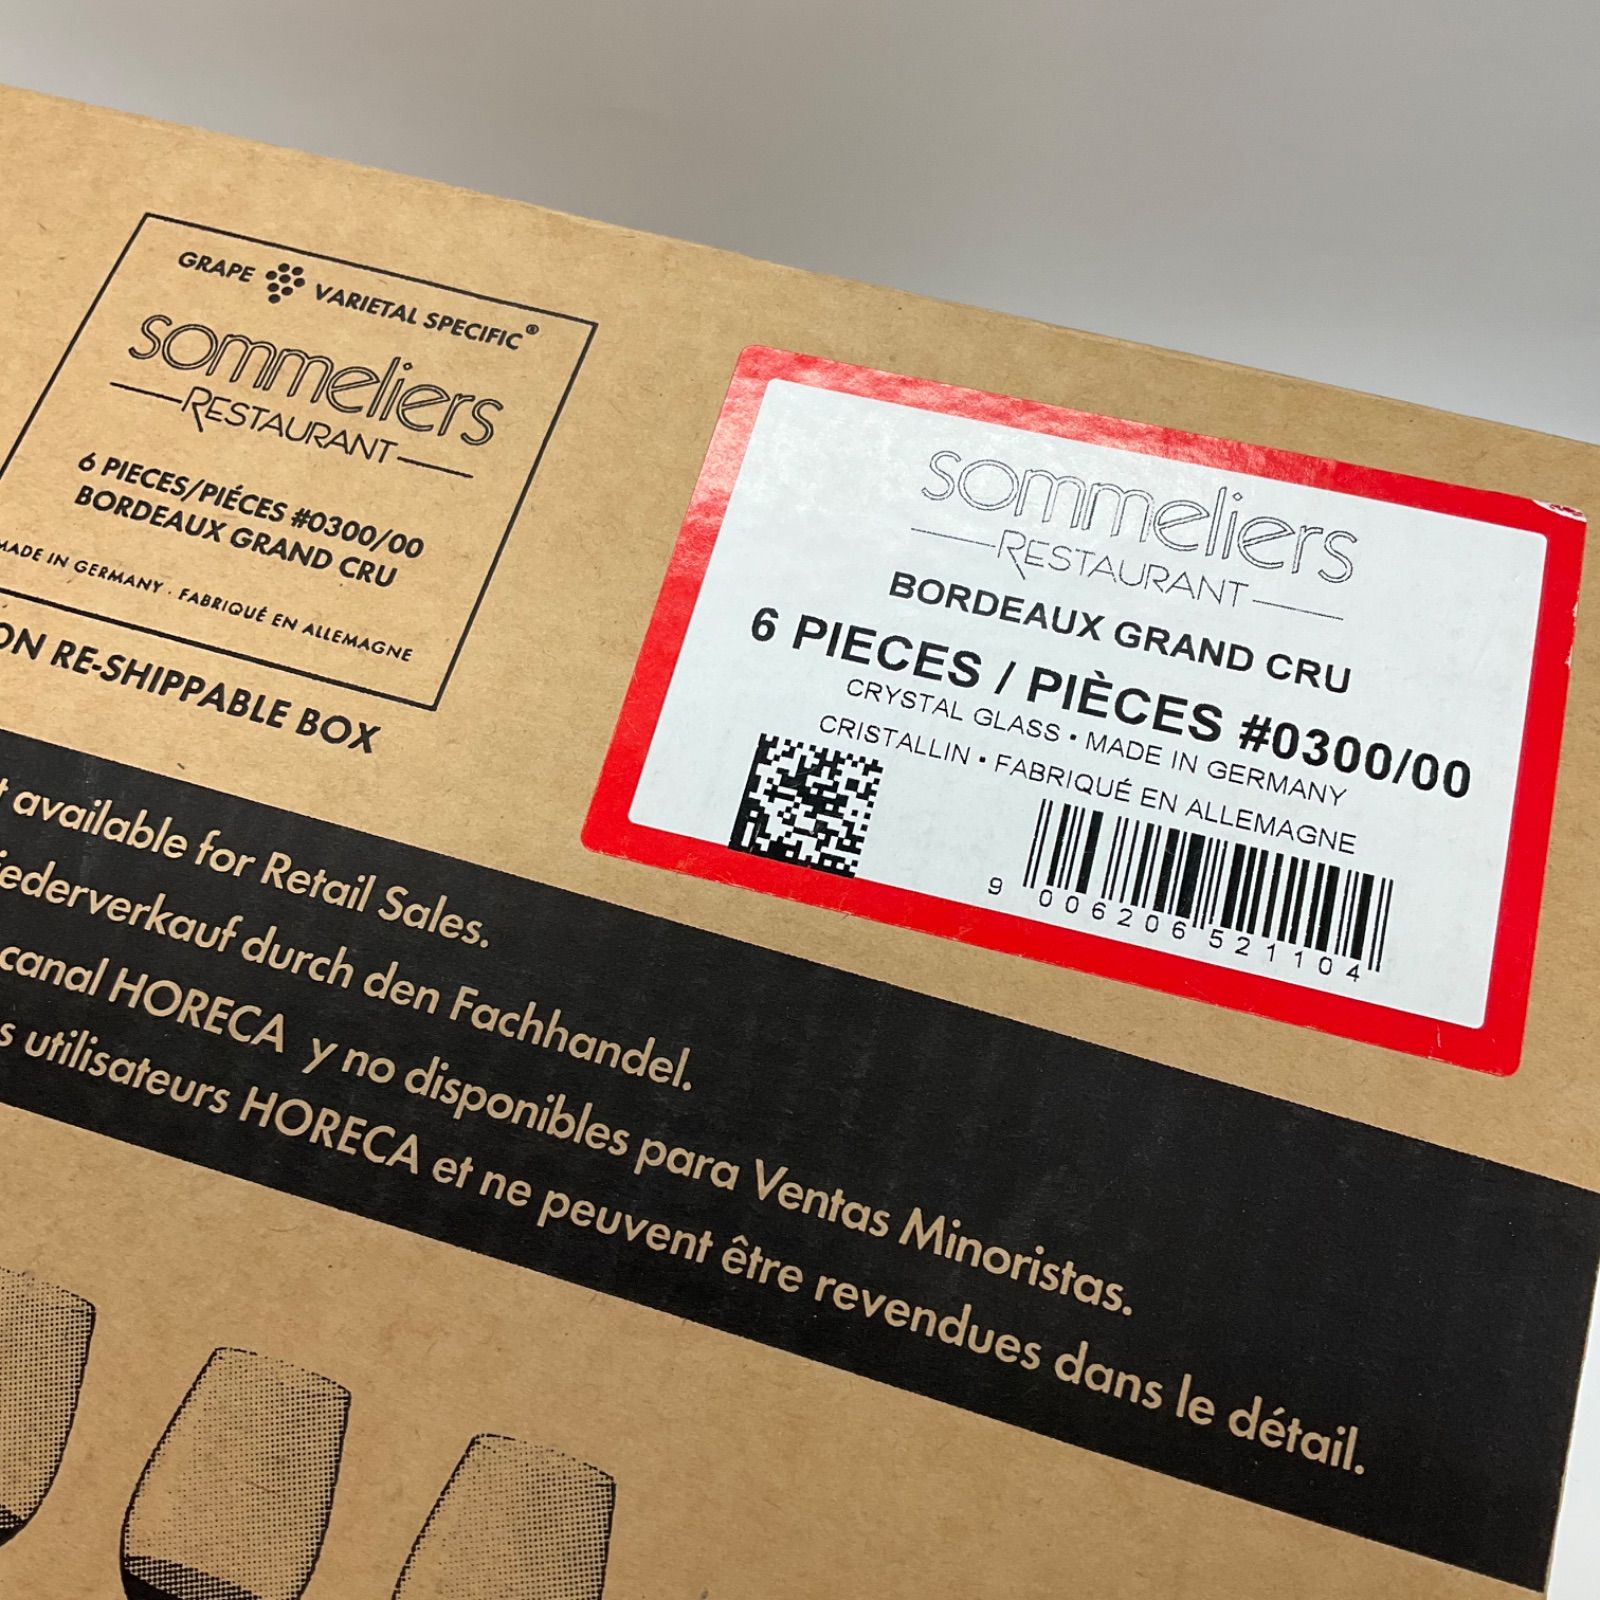 GRAPE VARIETAL SPECIFIC®
sommeliers
RESTAURANT
6 PIECES/PIÉCES #0300/00
BORDEAUX GRAND CRU
MADE IN GERMANY · FABRIQUÉ EN ALLEMAGNE
ON RE-SHIPPABLE BOX
sommeliers
RESTAURANT
BORDEAUX GRAND CRU
6 PIECES / PIÈCES #0300/00
CRYSTAL GLASS • MADE IN GERMANY
CRISTALLIN • FABRIQUÉ EN ALLEMAGNE
9 006206 521104
available for Retail Sales.
iederverkauf durch den Fachhandel.
canal HORECA y no disponibles para Ventas Minoristas.
s utilisateurs HORECA et ne peuvent être revendues dans le détail.